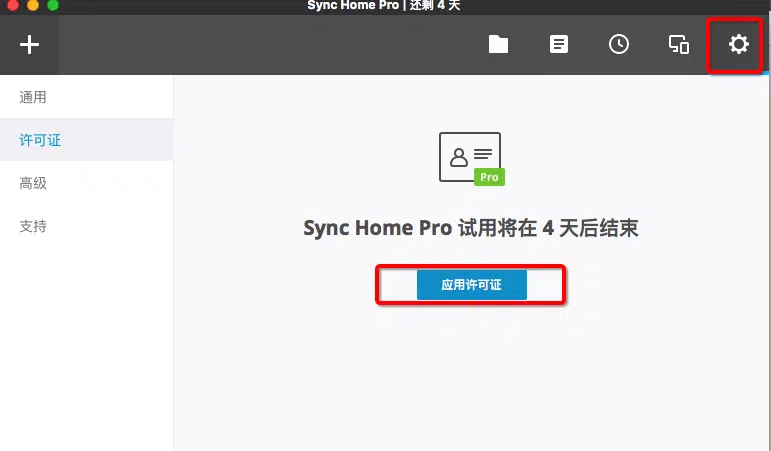 Sync Home Pro | 还剩 4 天
通用
许可证
高级
支持
Pro
Sync Home Pro 试用将在 4 天后结束
应用许可证